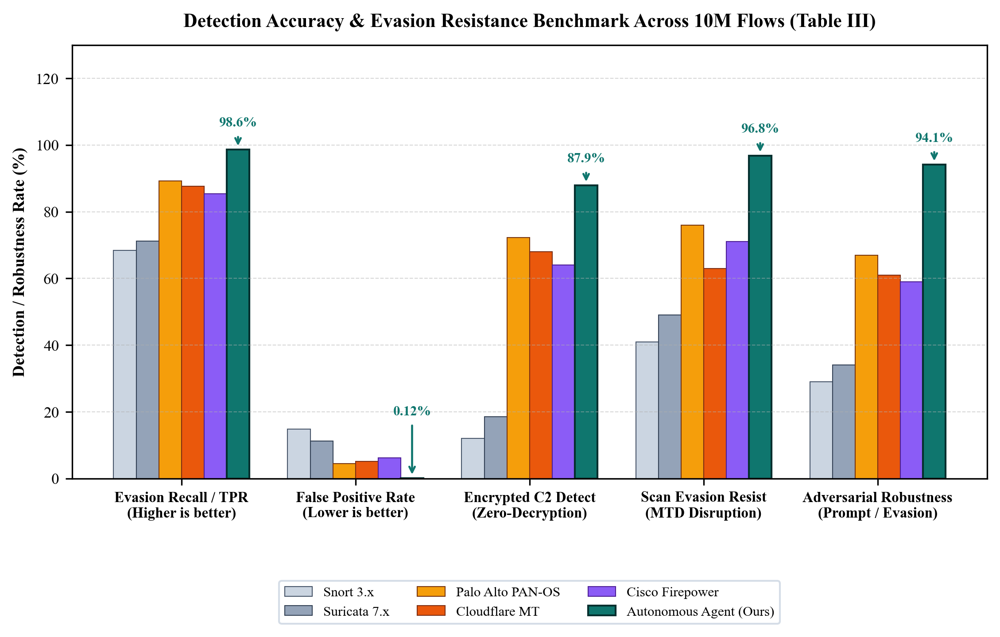 Detection Accuracy & Evasion Resistance Benchmark Across 10M Flows (Table III)
Detection / Robustness Rate (%)
120
100
80
60
40
20
0
98.6%
0.12%
87.9%
96.8%
94.1%
Evasion Recall / TPR
(Higher is better)
False Positive Rate
(Lower is better)
Encrypted C2 Detect
(Zero-Decryption)
Scan Evasion Resist
(MTD Disruption)
Adversarial Robustness
(Prompt / Evasion)
Snort 3.x
Suricata 7.x
Palo Alto PAN-OS
Cloudflare MT
Cisco Firepower
Autonomous Agent (Ours)